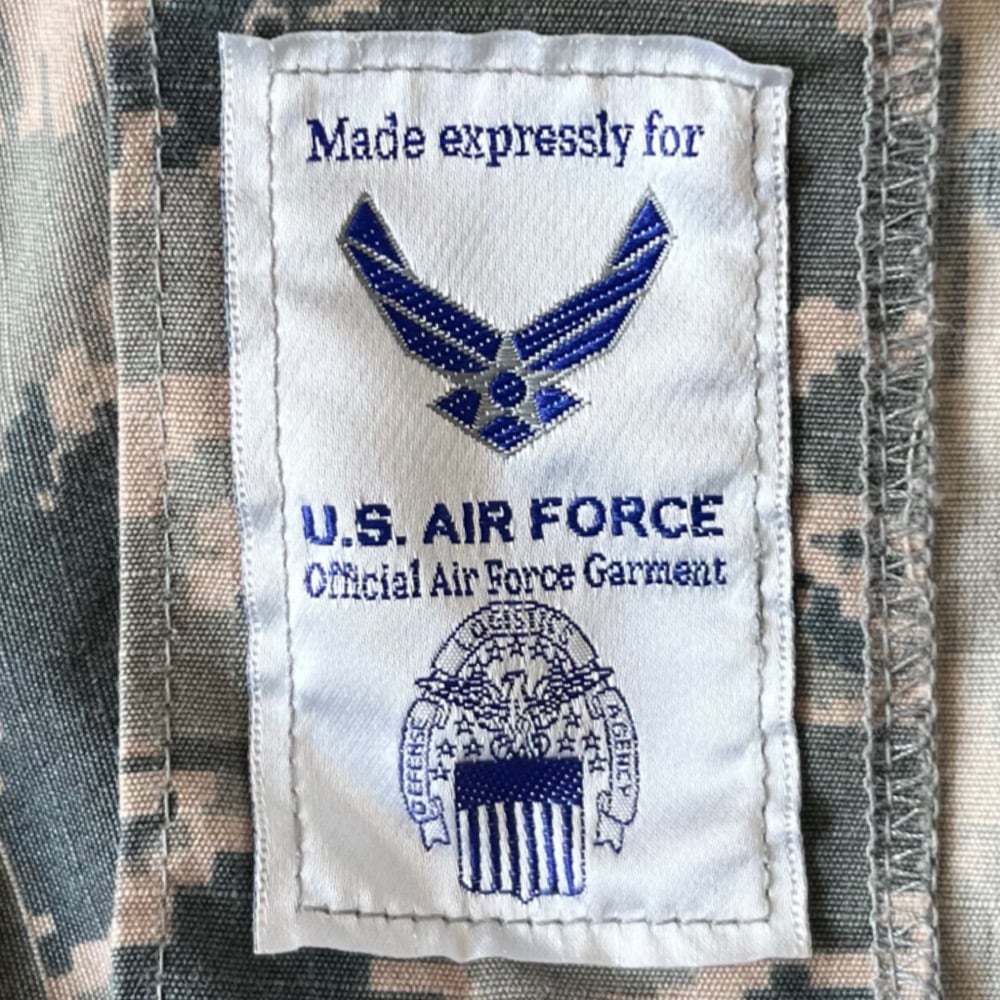 Made expressly for
U.S. AIR FORCE
Official Air Force Garment
LOGISTICS
DEFENSE
AGENCY